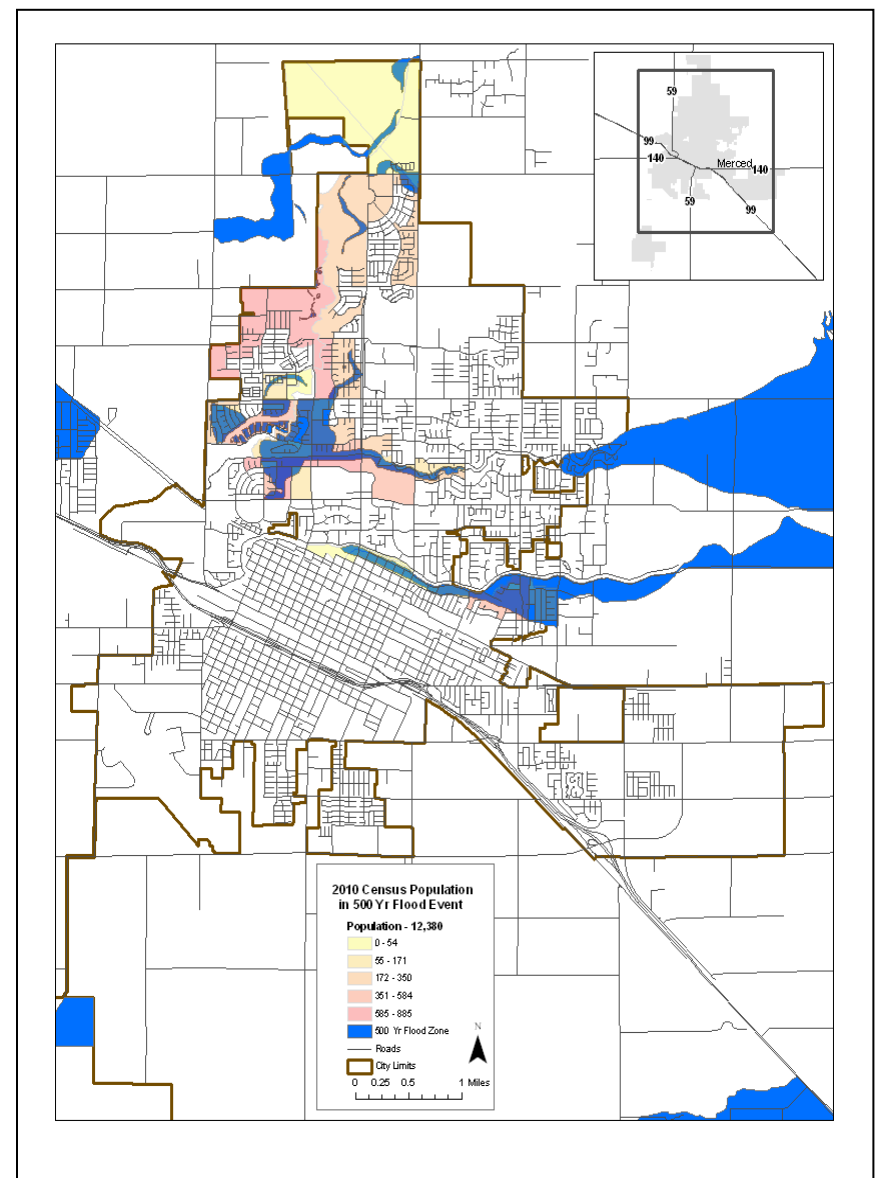 59
99
140
Merced
140
59
99
2010 Census Population
in 500 Yr Flood Event
Population - 12,380
0 - 54
55 - 171
172 - 350
351 - 584
585 - 885
500 Yr Flood Zone
Roads
City Limits
N
0 0.25 0.5 1 Miles